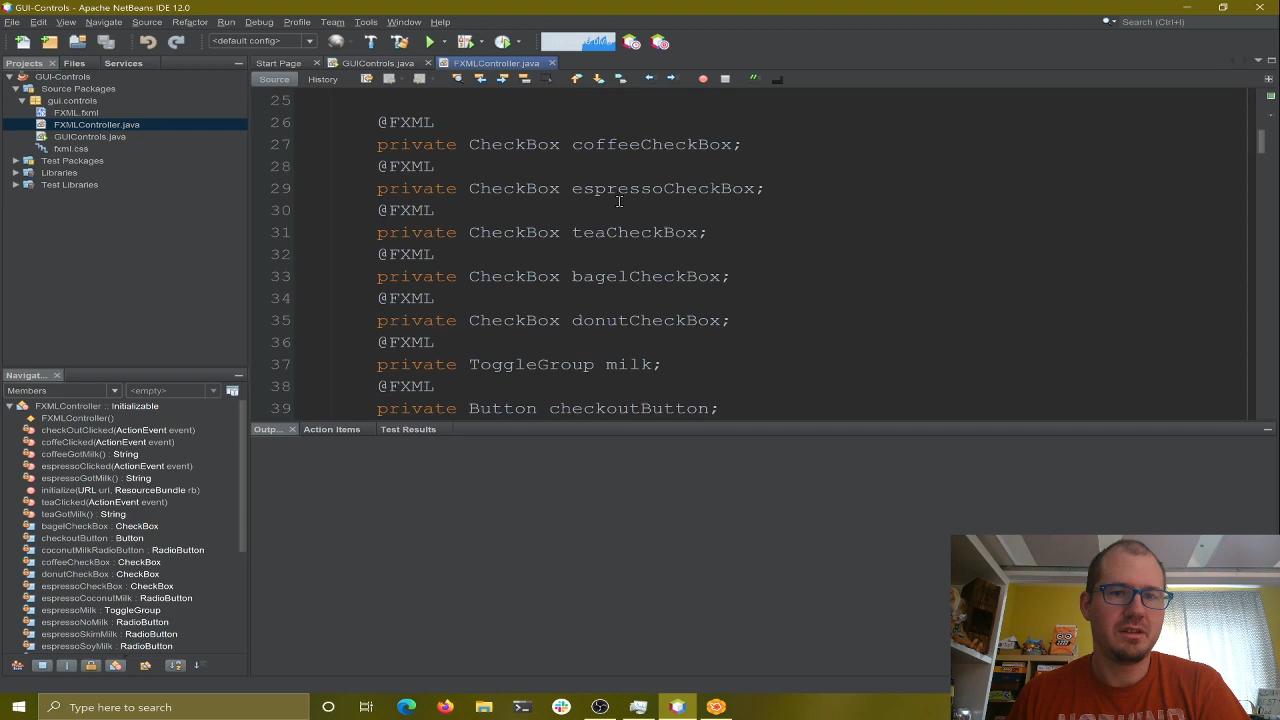 GUI-Controls - Apache NetBeans IDE 12.0
File Edit View Navigate Source Refactor Run Debug Profile Team Tools Window Help
Search (Ctrl+I)
<default config>
Projects Files Services
Start Page GUIControls.java FXMLController.java
GUI-Controls
Source Packages
gui.controls
FXML.fxml
FXMLController.java
GUIControls.java
fxml.css
Test Packages
Libraries
Test Libraries
Source History
25
26 @FXML
27 private CheckBox coffeeCheckBox;
28 @FXML
29 private CheckBox espressoCheckBox;
30 @FXML
31 private CheckBox teaCheckBox;
32 @FXML
33 private CheckBox bagelCheckBox;
34 @FXML
35 private CheckBox donutCheckBox;
36 @FXML
37 private ToggleGroup milk;
38 @FXML
39 private Button checkoutButton;
Navigat...
Members <empty>
FXMLController :: Initializable
FXMLController()
checkOutClicked(ActionEvent event)
coffeClicked(ActionEvent event)
coffeeGotMilk() : String
espressoClicked(ActionEvent event)
espressoGotMilk() : String
initialize(URL url, ResourceBundle rb)
teaClicked(ActionEvent event)
teaGotMilk() : String
bagelCheckBox : CheckBox
checkoutButton : Button
coconutMilkRadioButton : RadioButton
coffeeCheckBox : CheckBox
donutCheckBox : CheckBox
espressoCheckBox : CheckBox
espressoCoconutMilk : RadioButton
espressoMilk : ToggleGroup
espressoNoMilk : RadioButton
espressoSkimMilk : RadioButton
espressoSoyMilk : RadioButton
Outp... Action Items Test Results
Type here to search